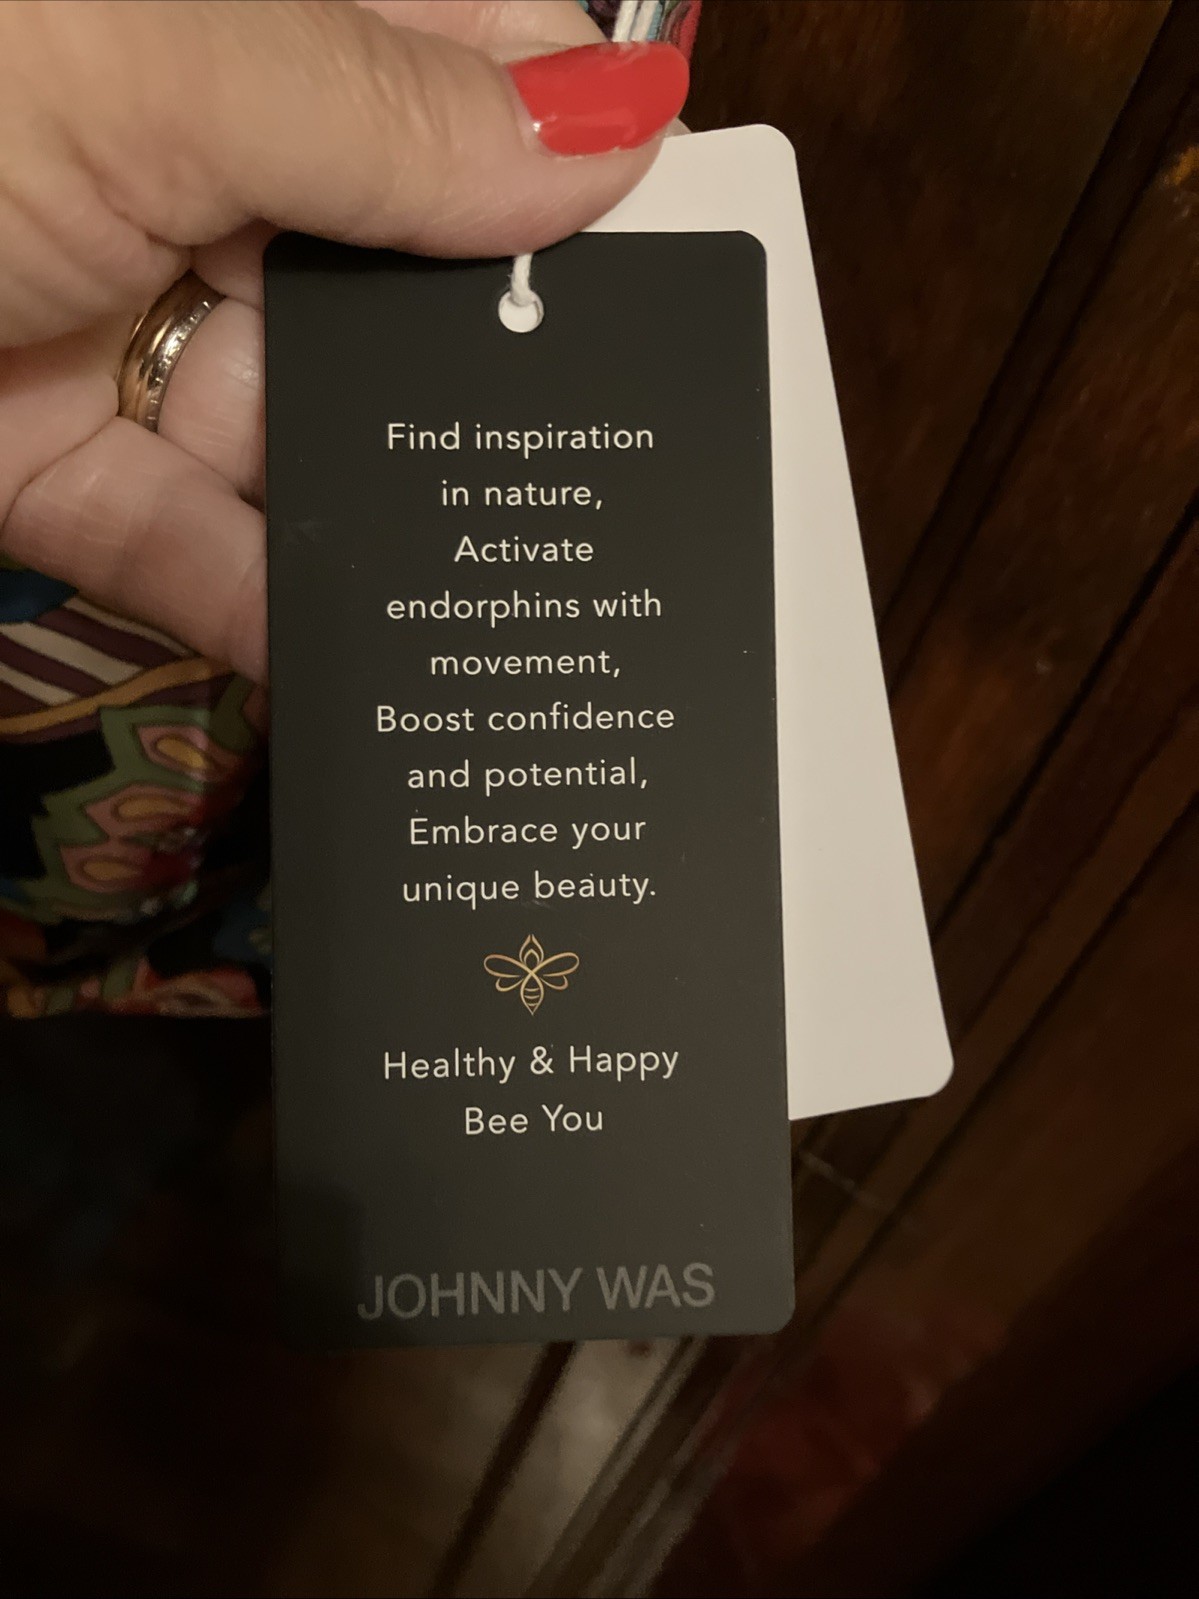 Find inspiration
in nature,
Activate
endorphins with
movement,
Boost confidence
and potential,
Embrace your
unique beauty.
Healthy & Happy
Bee You
JOHNNY WAS